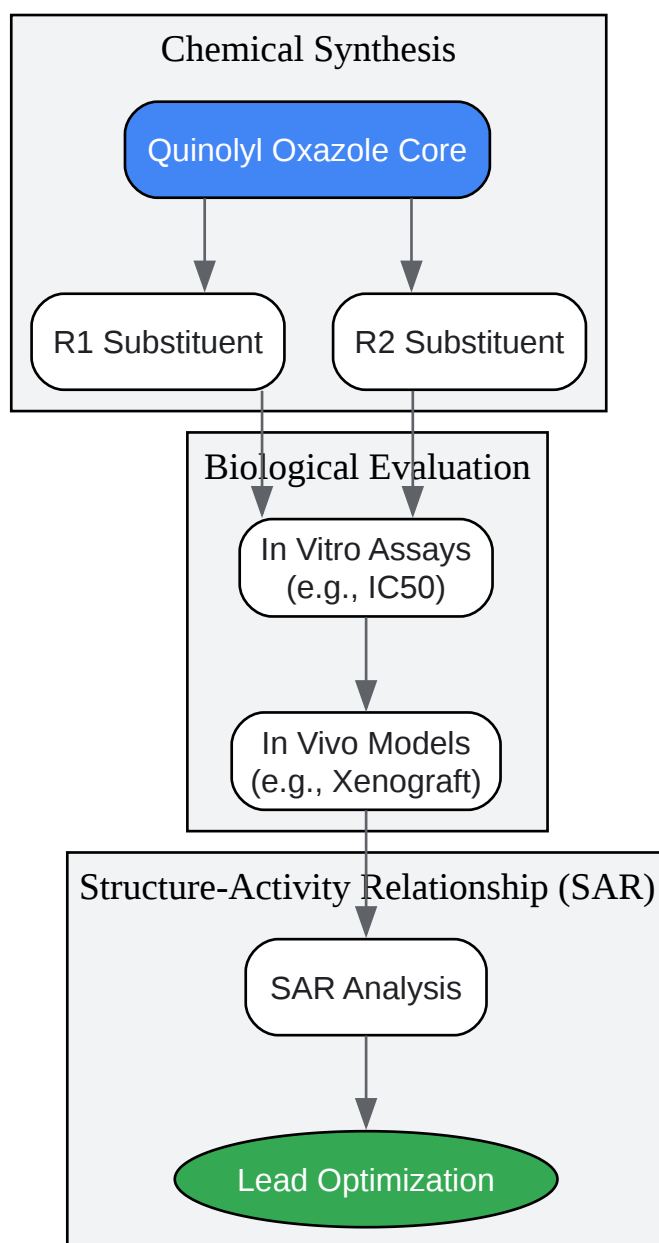 Chemical Synthesis
Quinolyl Oxazole Core
R1 Substituent
R2 Substituent
Biological Evaluation
In Vitro Assays
(e.g., IC50)
In Vivo Models
(e.g., Xenograft)
Structure-Activity Relationship (SAR)
SAR Analysis
Lead Optimization